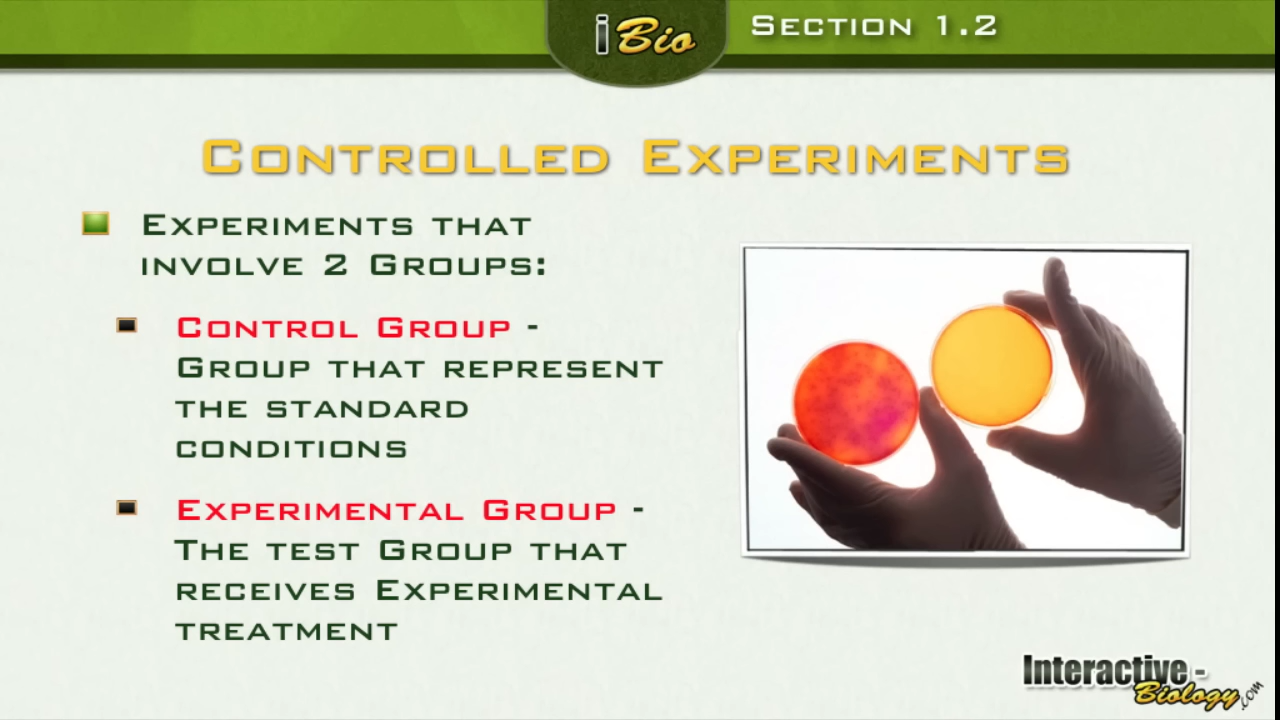 iBio
Section 1.2
Controlled Experiments
Experiments that
involve 2 Groups:
Control Group -
Group that represent
the standard
conditions
Experimental Group -
The test Group that
receives Experimental
treatment
Interactive-
Biology.com